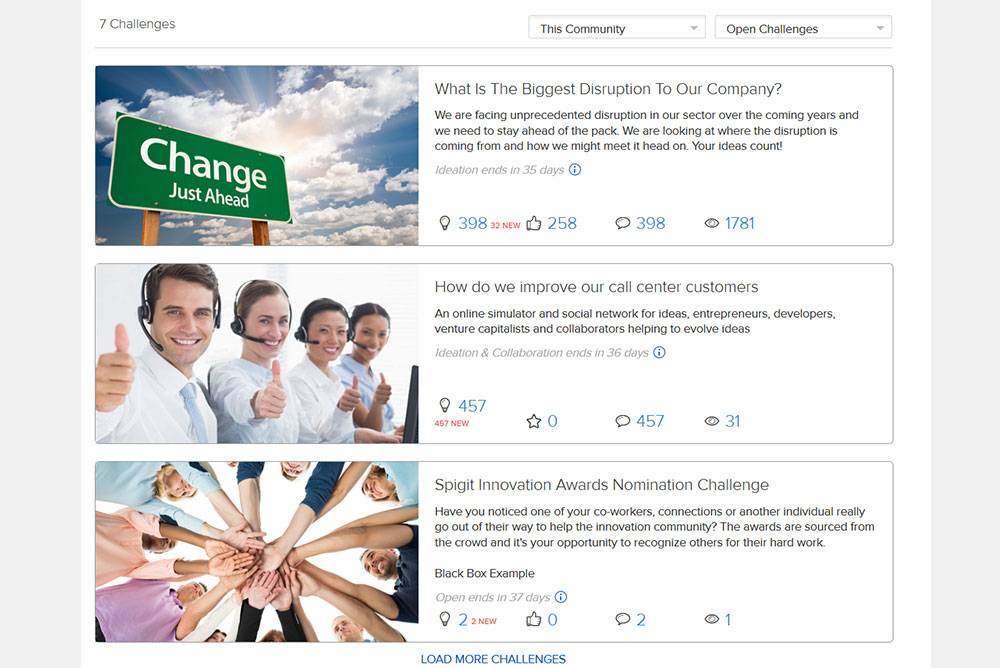 7 Challenges
This Community
Open Challenges
Change
Just Ahead
What Is The Biggest Disruption To Our Company?
We are facing unprecedented disruption in our sector over the coming years and
we need to stay ahead of the pack. We are looking at where the disruption is
coming from and how we might meet it head on. Your ideas count!
Ideation ends in 35 days
398 32 NEW 258 398 1781
How do we improve our call center customers
An online simulator and social network for ideas, entrepreneurs, developers,
venture capitalists and collaborators helping to evolve ideas
Ideation & Collaboration ends in 36 days
457
457 NEW
0 457 31
Spigit Innovation Awards Nomination Challenge
Have you noticed one of your co-workers, connections or another individual really
go out of their way to help the innovation community? The awards are sourced from
the crowd and it's your opportunity to recognize others for their hard work.
Black Box Example
Open ends in 37 days
2 2 NEW 0 2 1
LOAD MORE CHALLENGES